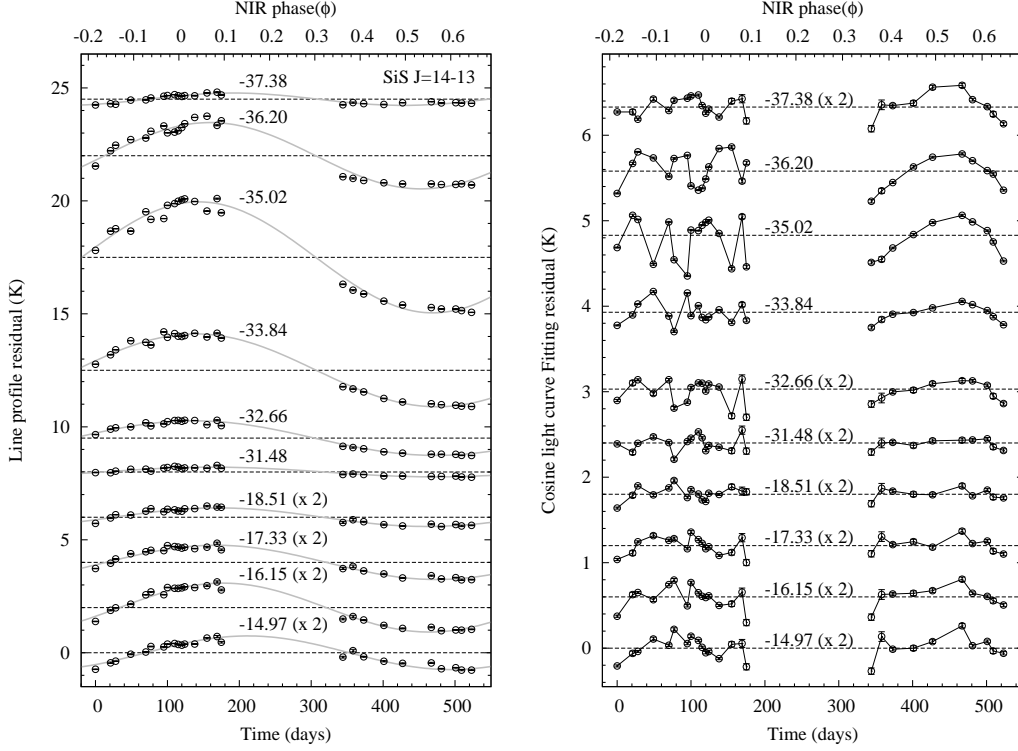 NIR phase(ϕ)
-0.2 -0.1 0 0.1 0.2 0.3 0.4 0.5 0.6
SiS J=14-13
25
20
15
10
5
0
Line profile residual (K)
-37.38
-36.20
-35.02
-33.84
-32.66
-31.48
-18.51 (x 2)
-17.33 (x 2)
-16.15 (x 2)
-14.97 (x 2)
0 100 200 300 400 500
Time (days)
NIR phase(ϕ)
-0.2 -0.1 0 0.1 0.2 0.3 0.4 0.5 0.6
6
5
4
3
2
1
0
Cosine light curve Fitting residual (K)
-37.38 (x 2)
-36.20
-35.02
-33.84
-32.66 (x 2)
-31.48 (x 2)
-18.51 (x 2)
-17.33 (x 2)
-16.15 (x 2)
-14.97 (x 2)
0 100 200 300 400 500
Time (days)